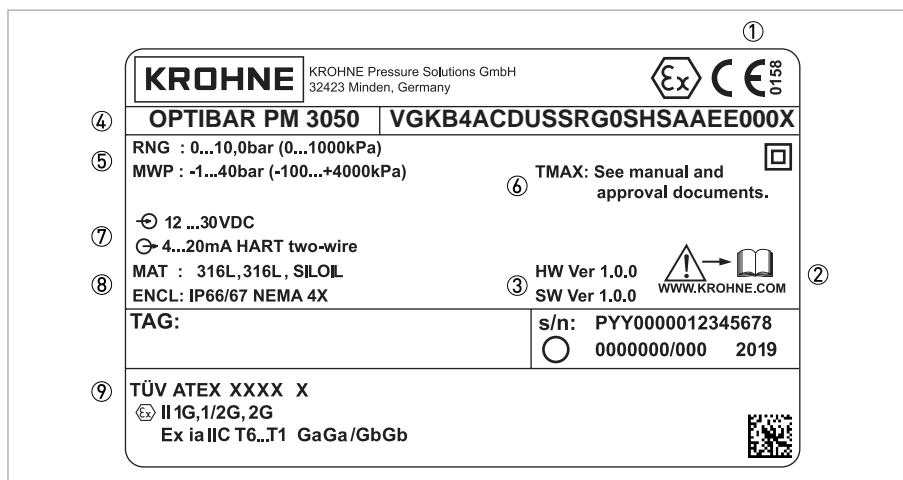 ①
KROHNE KROHNE Pressure Solutions GmbH
32423 Minden, Germany
Ex CE 0158
④ OPTIBAR PM 3050 VGKB4ACDUSSRG0SHSAAEE000X
⑤ RNG : 0...10,0bar (0...1000kPa)
MWP : -1...40bar (-100...+4000kPa)
⑥ TMAX: See manual and
approval documents.
⑦ 12 ...30VDC
4...20mA HART two-wire
⑧ MAT : 316L,316L, SILOIL
ENCL: IP66/67 NEMA 4X
③ HW Ver 1.0.0
SW Ver 1.0.0
WWW.KROHNE.COM ②
TAG:
s/n: PYY0000012345678
0000000/000 2019
⑨ TÜV ATEX XXXX X
Ex II 1G,1/2G, 2G
Ex ia IIC T6...T1 GaGa/GbGb